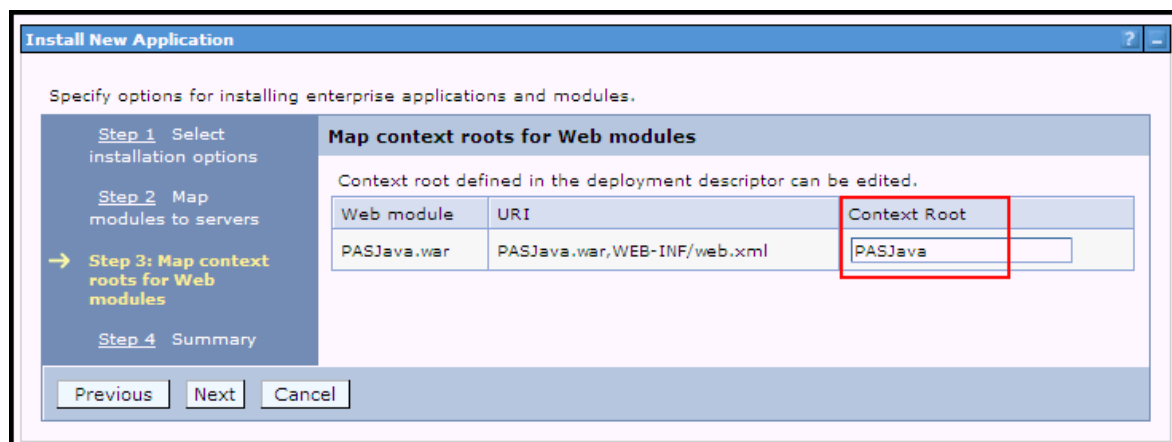 Install New Application ? –
Specify options for installing enterprise applications and modules.
Step 1 Select
installation options
Step 2 Map
modules to servers
→ Step 3: Map context
roots for Web
modules
Step 4 Summary
Map context roots for Web modules
Context root defined in the deployment descriptor can be edited.
Web module URI Context Root
PASJava.war PASJava.war,WEB-INF/web.xml PASJava
Previous Next Cancel